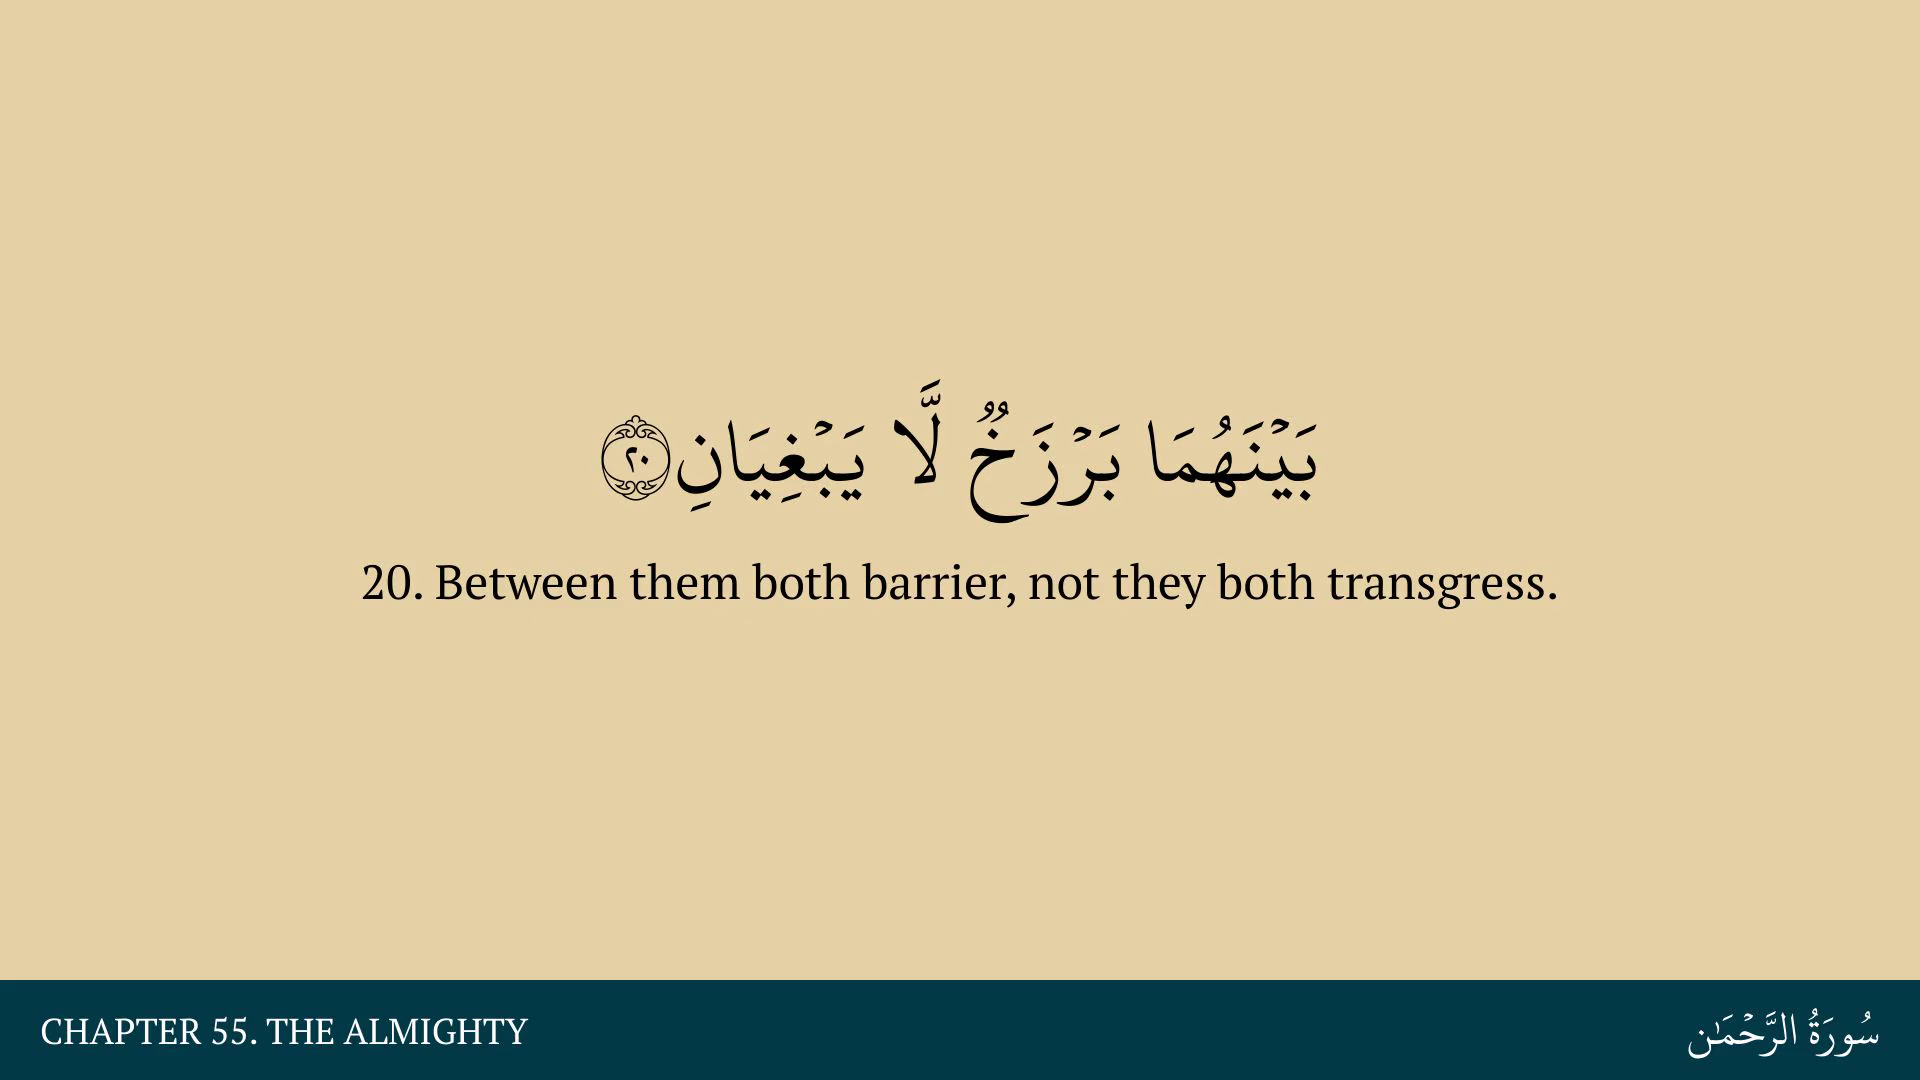 بَيۡنَهُمَا بَرۡزَخٌ لَّا يَبۡغِيَانِ ٢٠
20. Between them both barrier, not they both transgress.
CHAPTER 55. THE ALMIGHTY
سُورَةُ الرَّحۡمَـٰن